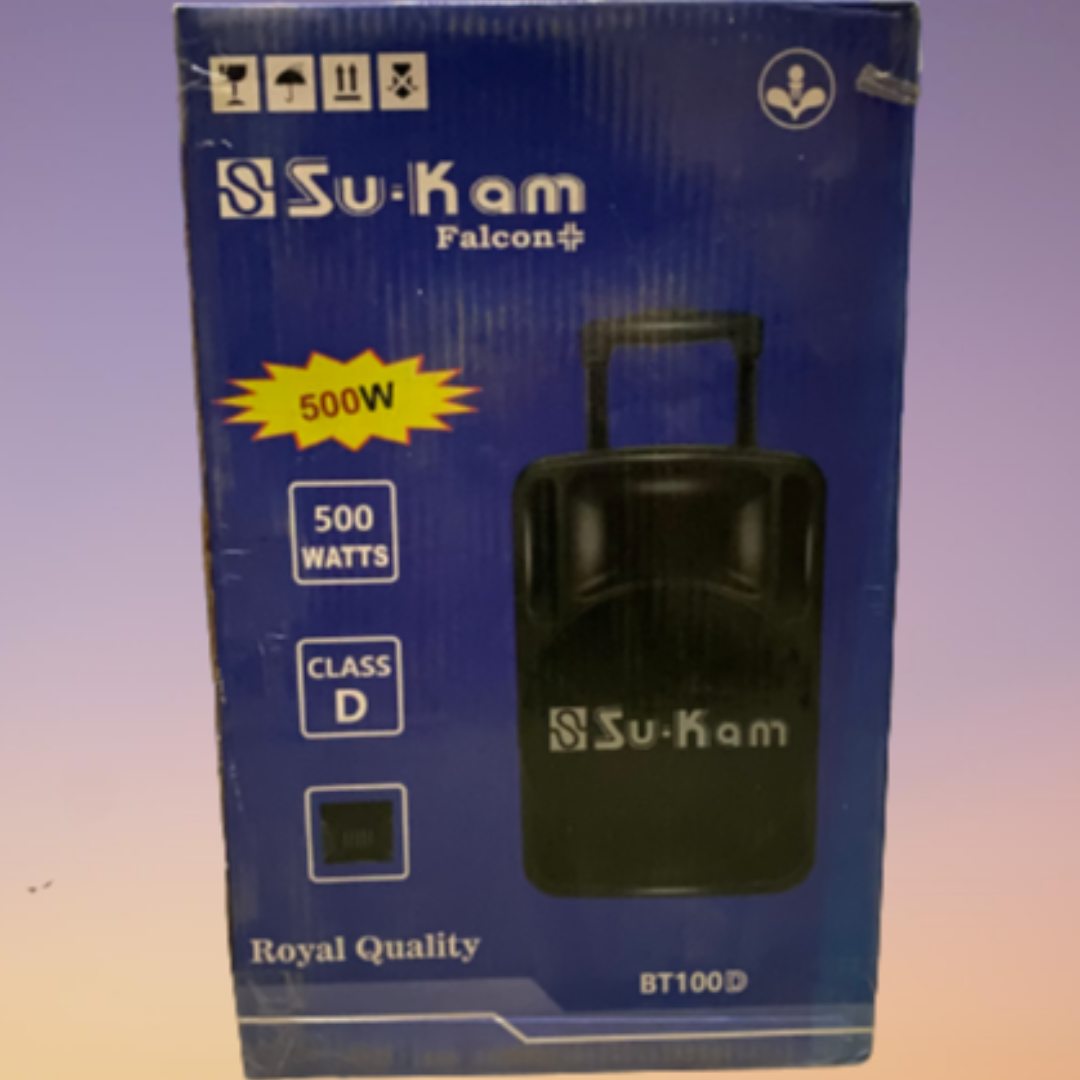 Su-Kam
Falcon+
500W
500
WATTS
CLASS
D
Su-Kam
Royal Quality
BT100D